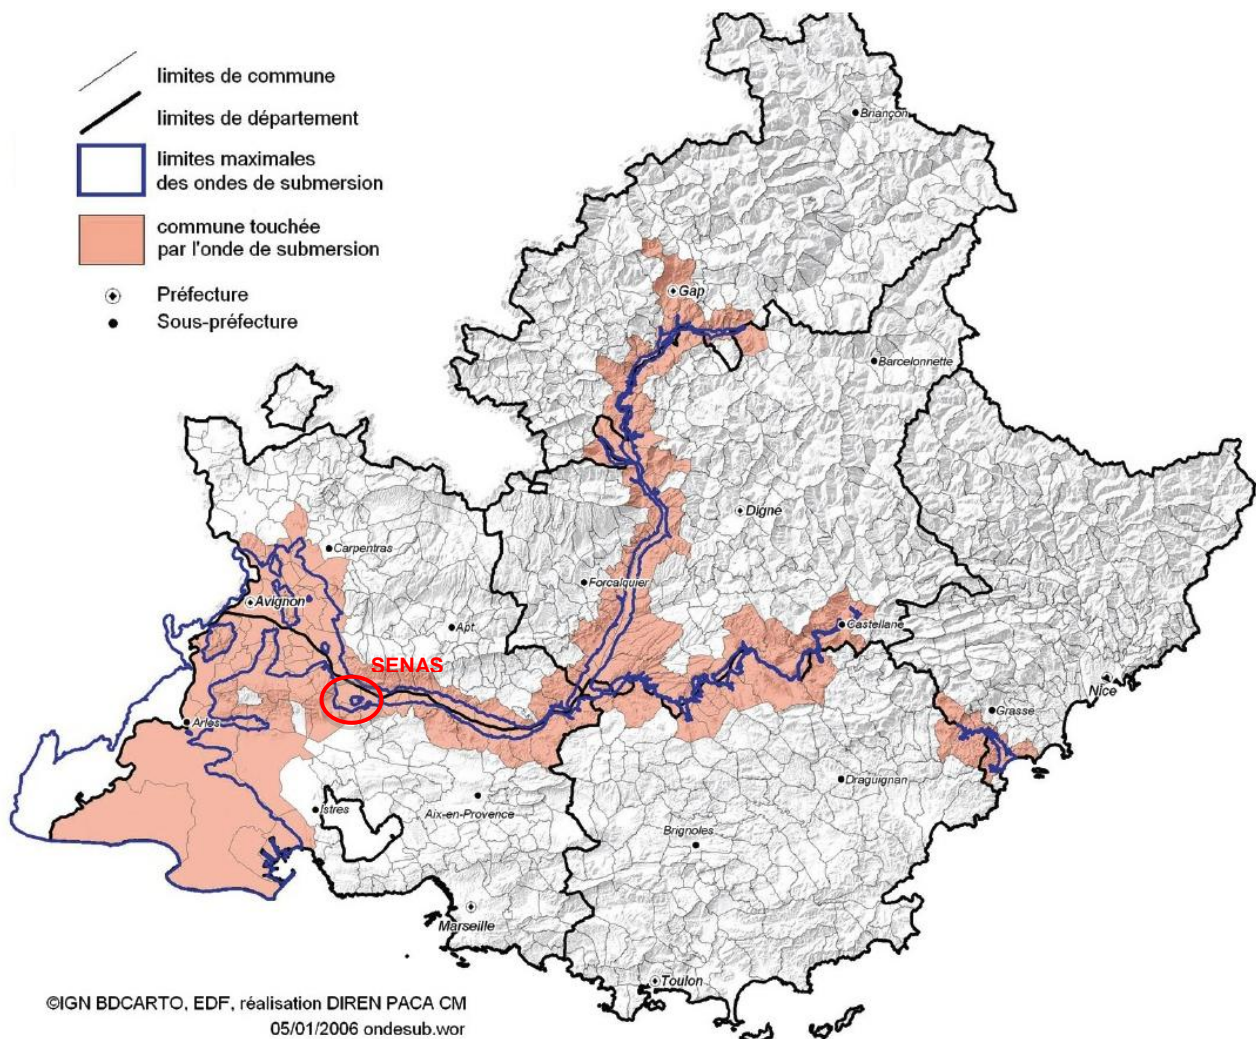 limites de commune
limites de département
limites maximales
des ondes de submersion
commune touchée
par l'onde de submersion
Préfecture
Sous-préfecture
Briançon
Gap
Barcelonnette
Digne
Carpentras
Forcalquier
Avignon
Apt
Castellane
SENAS
Nice
Grasse
Arles
Draguignan
Istres
Aix-en-Provence
Brignoles
Marseille
Toulon
©IGN BDCARTO, EDF, réalisation DIREN PACA CM
05/01/2006 ondesub.wor